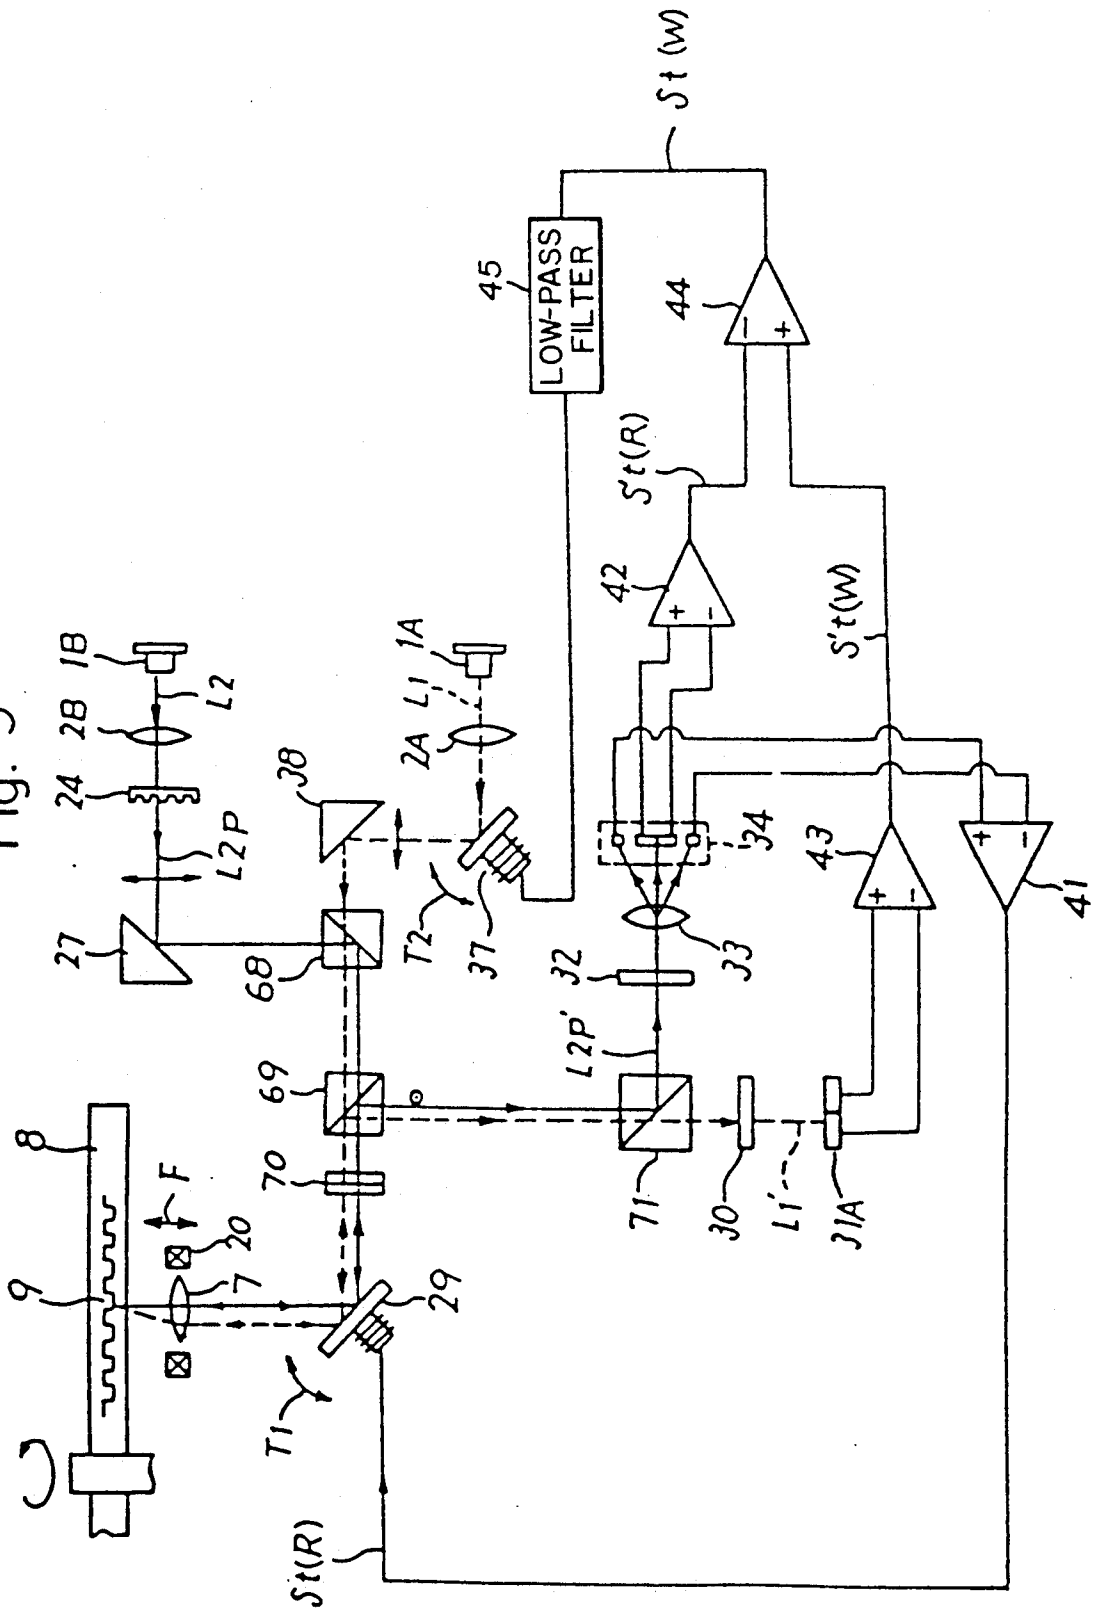 Fig. 5
1B
L2
2B
24
L2P
27
38
1A
L1
2A
T2
37
68
69
70
8
9
F
20
7
29
T1
St(R)
45
LOW-PASS
FILTER
St (W)
44
−
+
S't(R)
42
+
−
S't(W)
34
33
32
L2P'
71
30
L1'
31A
43
+
−
41
+
−